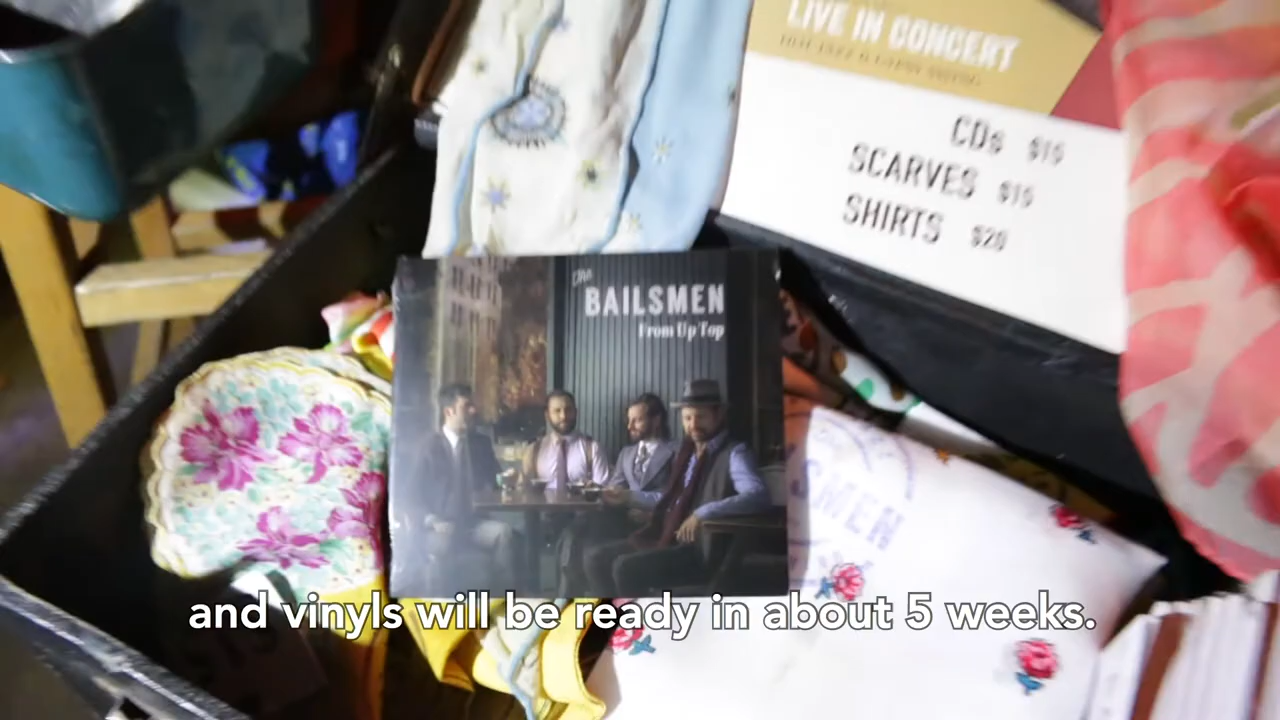 LIVE IN CONCERT
CDs $15
SCARVES $15
SHIRTS $20
the
BAILSMEN
From Up Top
SMEN
and vinyls will be ready in about 5 weeks.